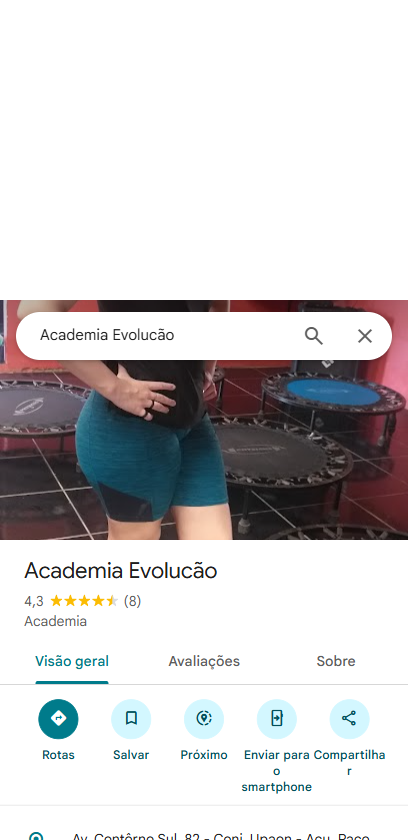 Academia Evolucão
Academia Evolucão
4,3 (8)
Academia
Visão geral Avaliações Sobre
Rotas Salvar Próximo Enviar para o smartphone Compartilhar
Av. Contôrno Sul, 82 - Conj. Upaon - Açu, Paço